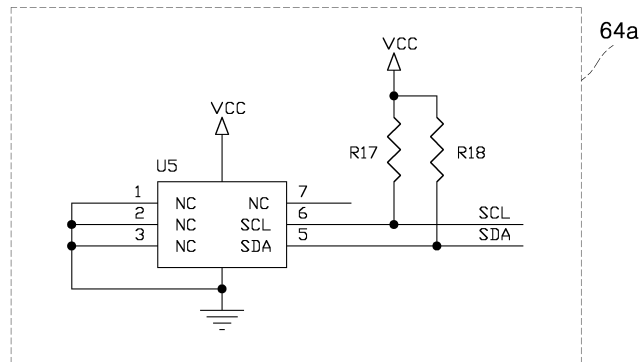 64a
VCC
VCC
U5
R17
R18
1 NC NC 7
2 NC SCL 6 SCL
3 NC SDA 5 SDA